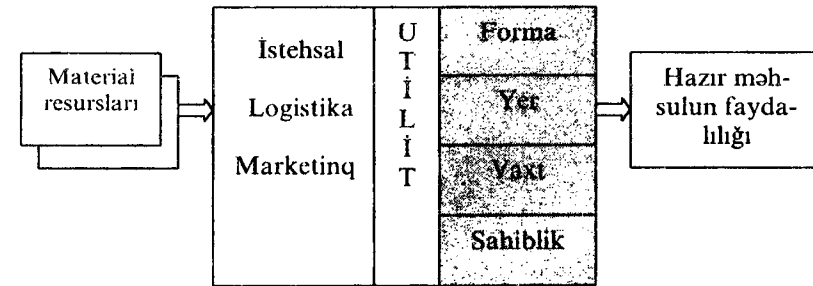 Material
resursları
İstehsal
Logistika
Marketinq
U
T
İ
L
İ
T
Forma
Yer
Vaxt
Sahiblik
Hazır məh-
sulun fayda-
lılığı